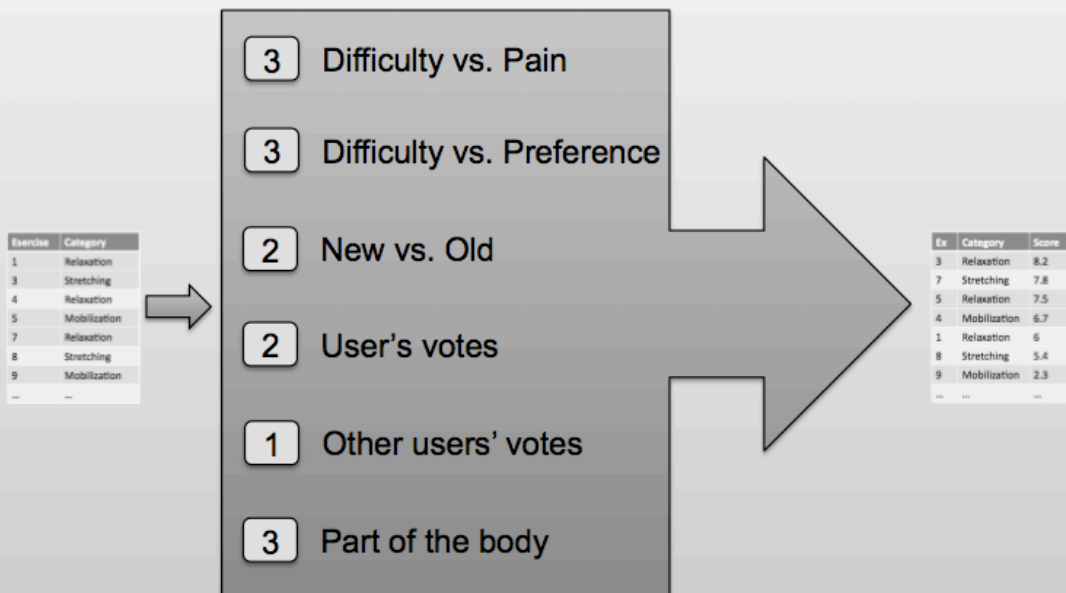 Esercise Category
1 Relaxation
3 Stretching
4 Relaxation
5 Mobilization
7 Relaxation
8 Stretching
9 Mobilization
... ...
3 Difficulty vs. Pain
3 Difficulty vs. Preference
2 New vs. Old
2 User’s votes
1 Other users’ votes
3 Part of the body
Ex Category Score
3 Relaxation 8.2
7 Stretching 7.8
5 Relaxation 7.5
4 Mobilization 6.7
1 Relaxation 6
8 Stretching 5.4
9 Mobilization 2.3
... ... ...